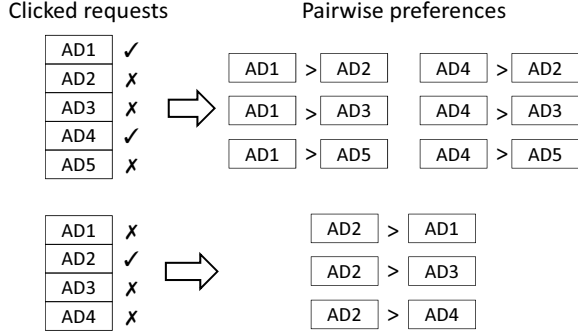 Clicked requests
Pairwise preferences
AD1 ✓
AD2 ✗
AD3 ✗
AD4 ✓
AD5 ✗
AD1 > AD2 AD4 > AD2
AD1 > AD3 AD4 > AD3
AD1 > AD5 AD4 > AD5
AD1 ✗
AD2 ✓
AD3 ✗
AD4 ✗
AD2 > AD1
AD2 > AD3
AD2 > AD4